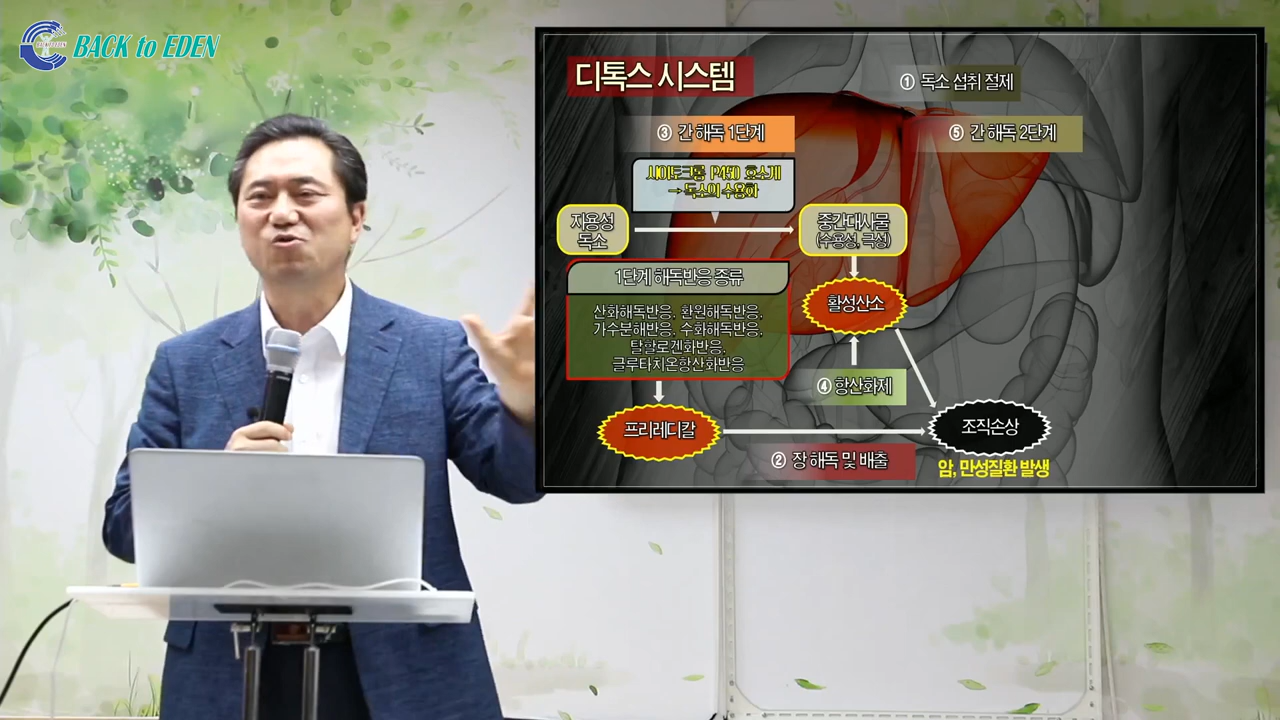 BACK to EDEN
디톡스 시스템
① 독소 섭취 절제
③ 간 해독 1단계
⑤ 간 해독 2단계
사이토크롬 P450 효소계
→ 독소의 수용화
지용성
독소
중간대사물
(수용성, 극성)
1단계 해독반응 종류
산화해독반응, 환원해독반응,
가수분해반응, 수화해독반응,
탈할로겐화반응,
글루타치온항산화반응
활성산소
④ 항산화제
프리레디칼
조직손상
② 장 해독 및 배출
암, 만성질환 발생